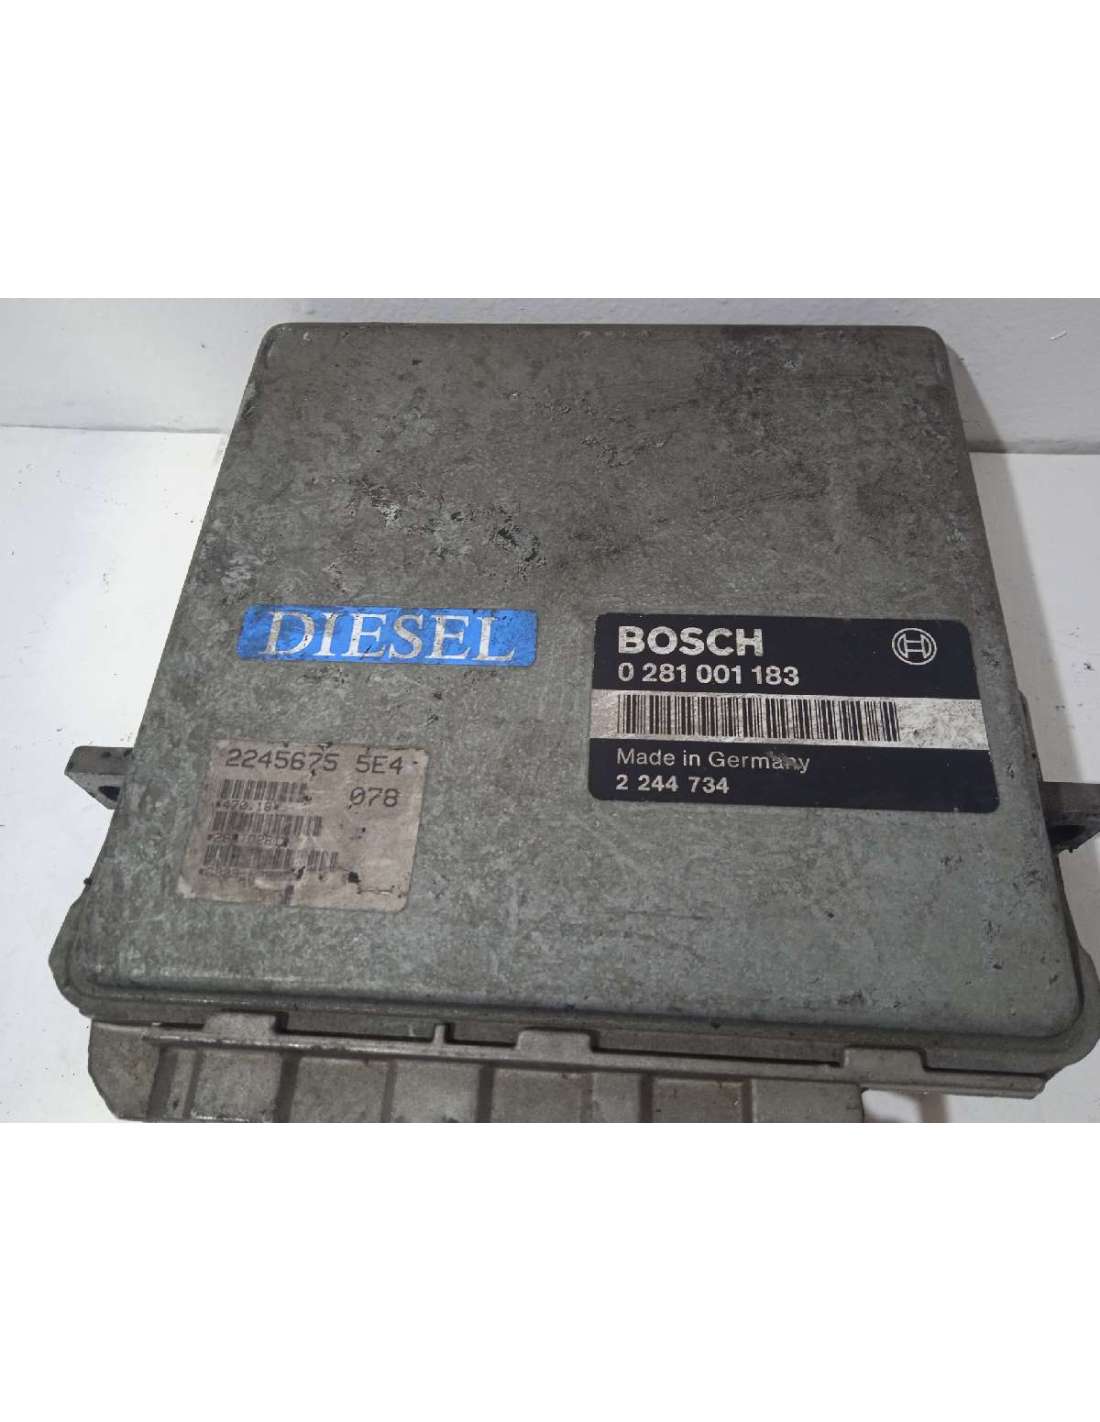 DIESEL
BOSCH
0 281 001 183
Made in Germany
2 244 734
2245675 5E4
078